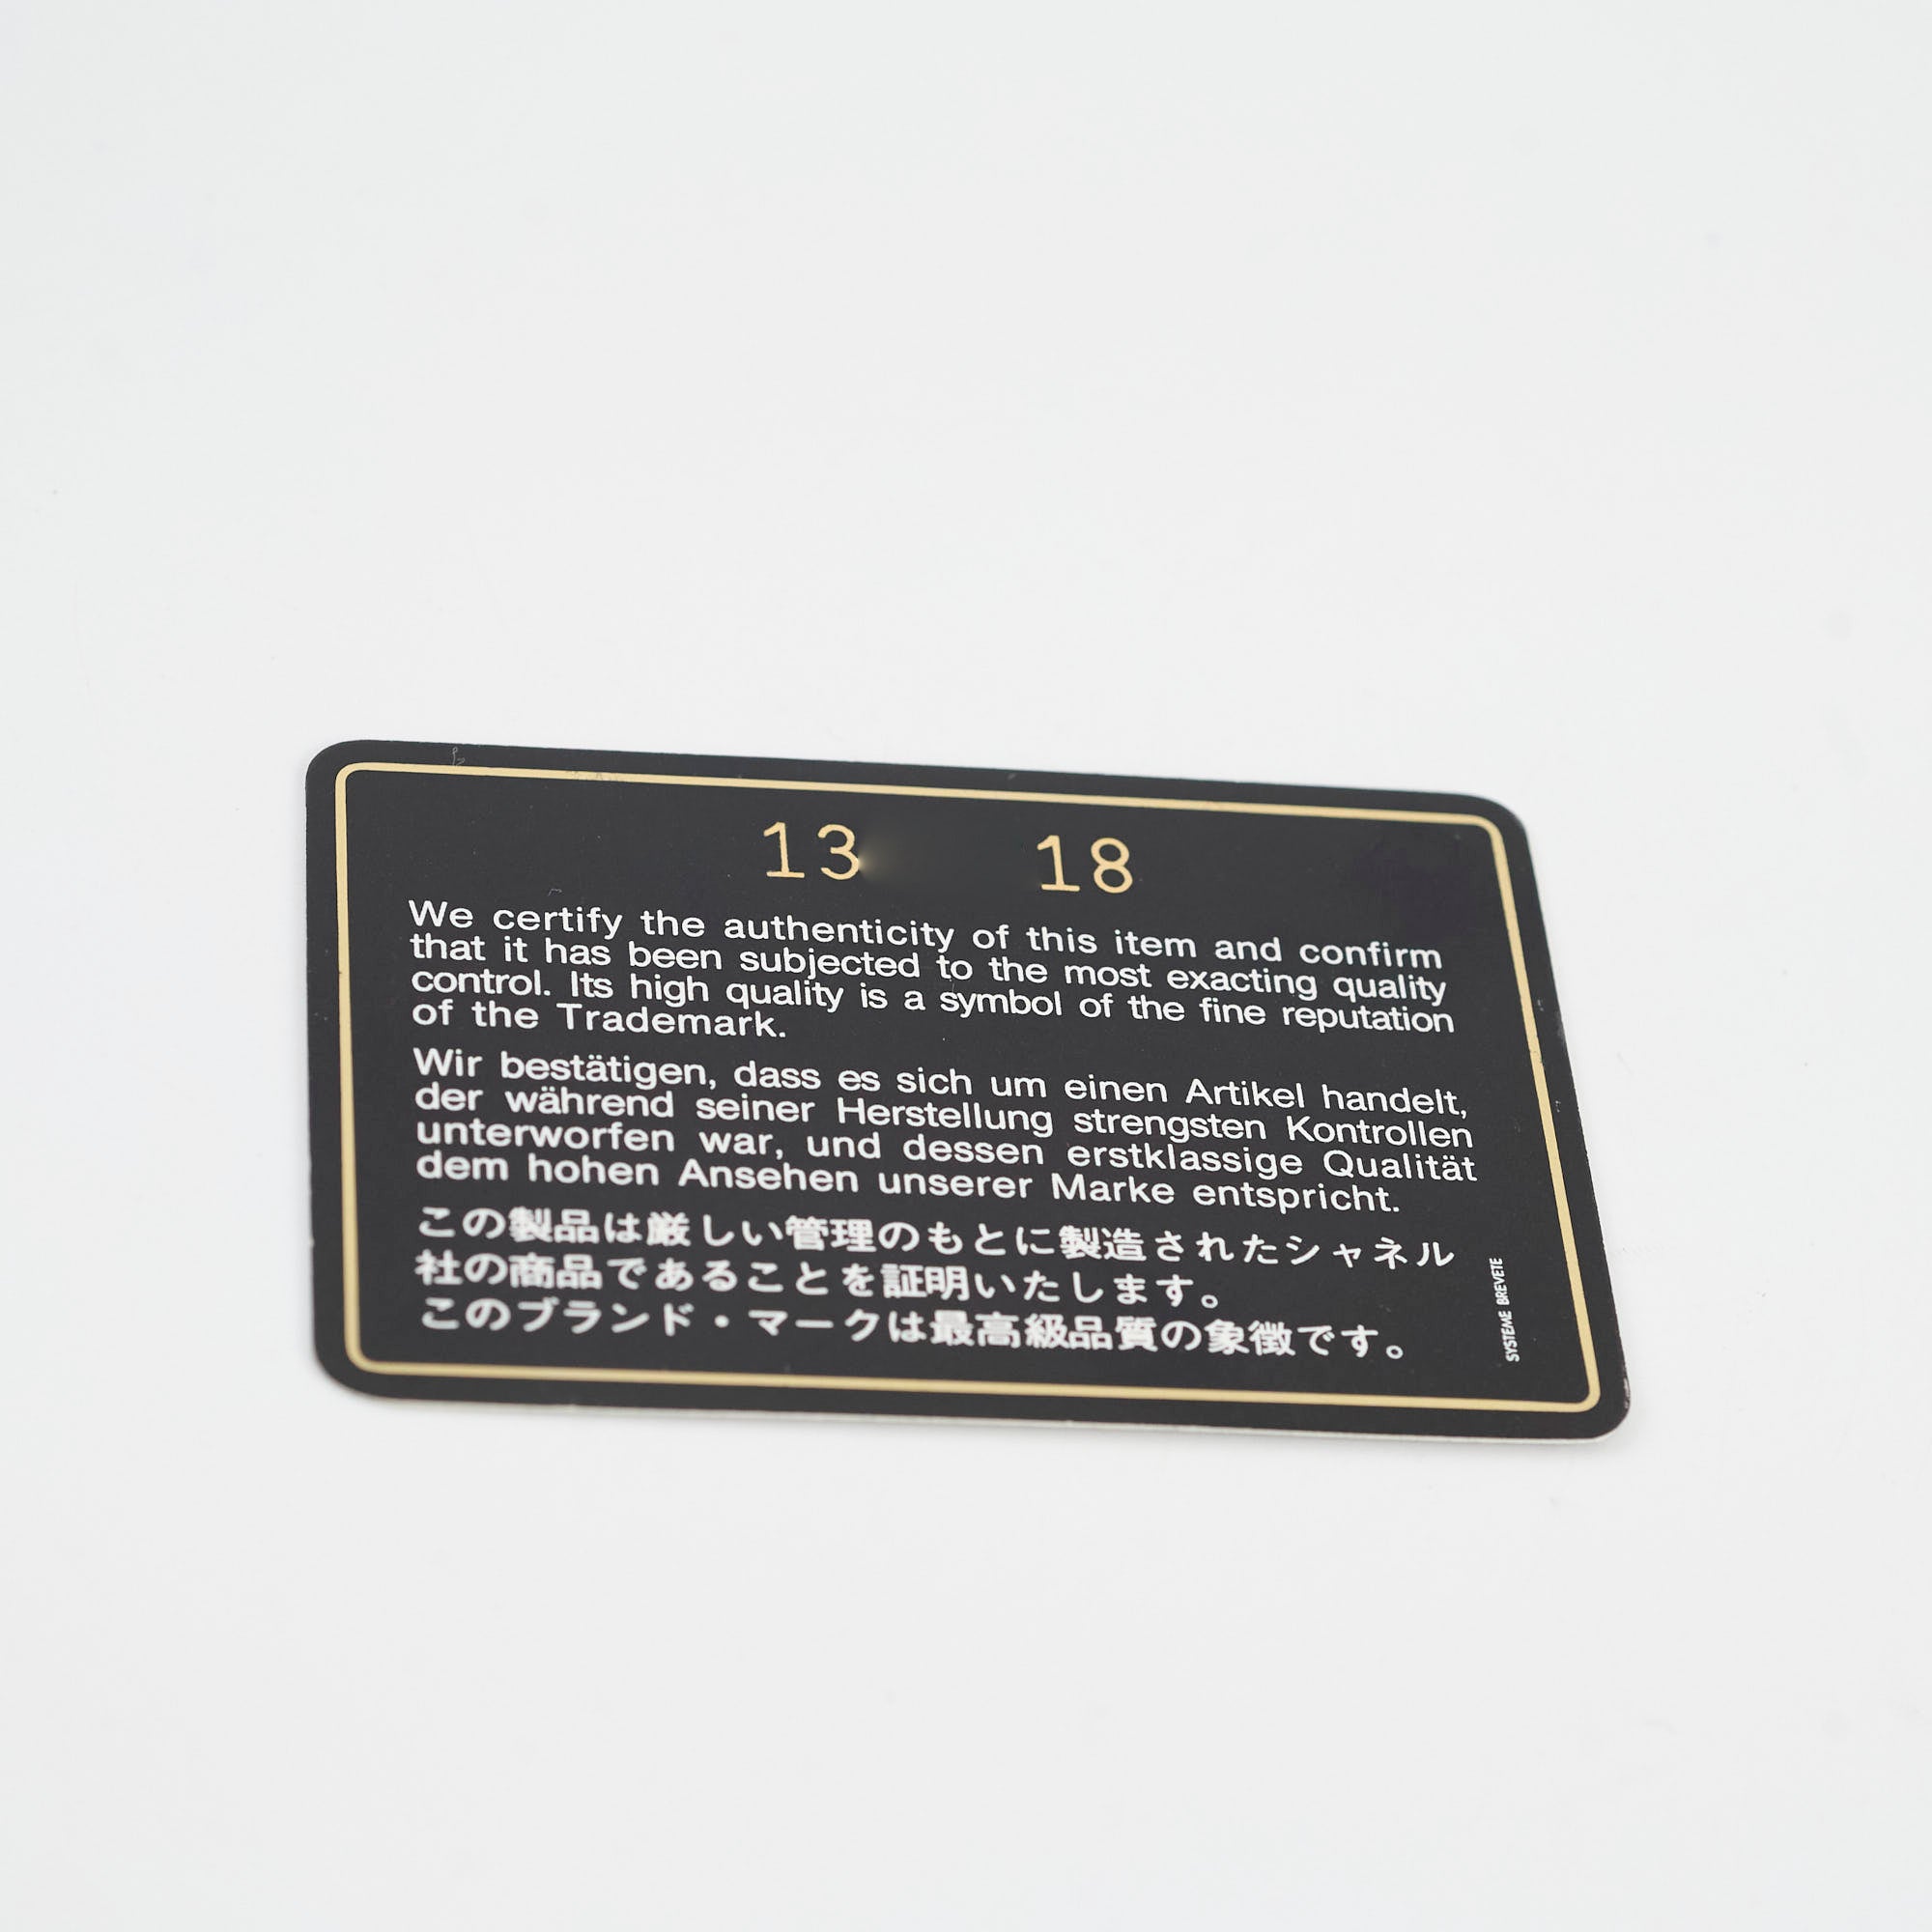 13 18
We certify the authenticity of this item and confirm
that it has been subjected to the most exacting quality
control. Its high quality is a symbol of the fine reputation
of the Trademark.
Wir bestätigen, dass es sich um einen Artikel handelt,
der während seiner Herstellung strengsten Kontrollen
unterworfen war, und dessen erstklassige Qualität
dem hohen Ansehen unserer Marke entspricht.
この製品は厳しい管理のもとに製造されたシャネル
社の商品であることを証明いたします。
このブランド・マークは最高級品質の象徴です。
SYSTEME BREVETE